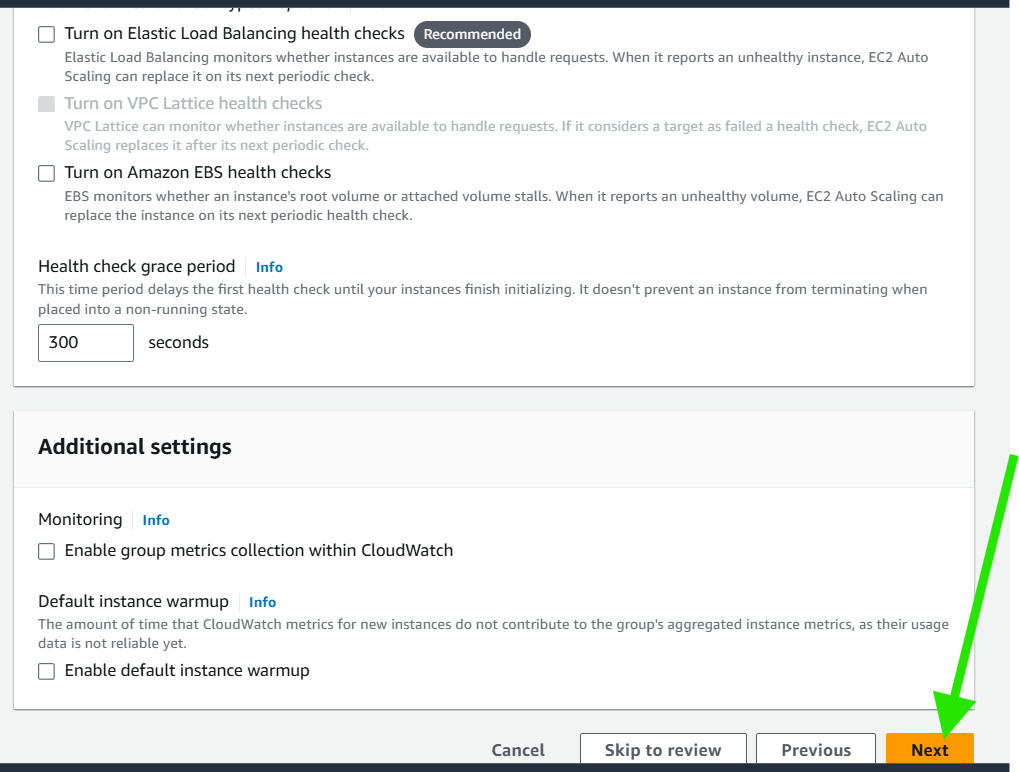 Turn on Elastic Load Balancing health checks Recommended
Elastic Load Balancing monitors whether instances are available to handle requests. When it reports an unhealthy instance, EC2 Auto
Scaling can replace it on its next periodic check.
Turn on VPC Lattice health checks
VPC Lattice can monitor whether instances are available to handle requests. If it considers a target as failed a health check, EC2 Auto
Scaling replaces it after its next periodic check.
Turn on Amazon EBS health checks
EBS monitors whether an instance's root volume or attached volume stalls. When it reports an unhealthy volume, EC2 Auto Scaling can
replace the instance on its next periodic health check.
Health check grace period Info
This time period delays the first health check until your instances finish initializing. It doesn't prevent an instance from terminating when
placed into a non-running state.
300 seconds
Additional settings
Monitoring Info
Enable group metrics collection within CloudWatch
Default instance warmup Info
The amount of time that CloudWatch metrics for new instances do not contribute to the group's aggregated instance metrics, as their usage
data is not reliable yet.
Enable default instance warmup
Cancel Skip to review Previous Next